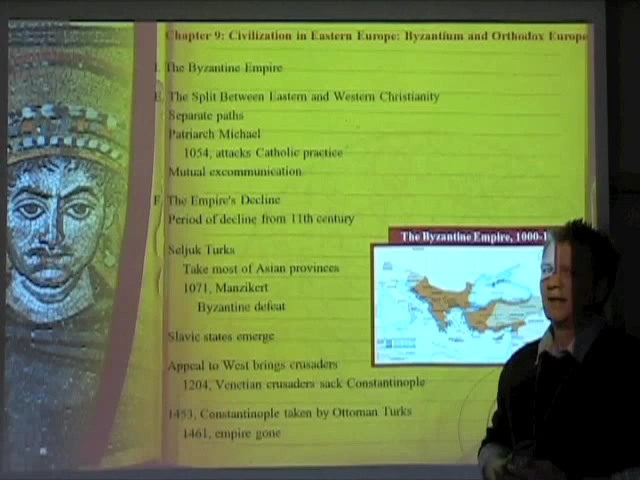 Chapter 9: Civilization in Eastern Europe: Byzantium and Orthodox Europe
I. The Byzantine Empire
E. The Split Between Eastern and Western Christianity
Separate paths
Patriarch Michael
1054, attacks Catholic practice
Mutual excommunication
F. The Empire's Decline
Period of decline from 11th century
The Byzantine Empire, 1000-1
Seljuk Turks
Take most of Asian provinces
1071, Manzikert
Byzantine defeat
Slavic states emerge
Appeal to West brings crusaders
1204, Venetian crusaders sack Constantinople
1453, Constantinople taken by Ottoman Turks
1461, empire gone